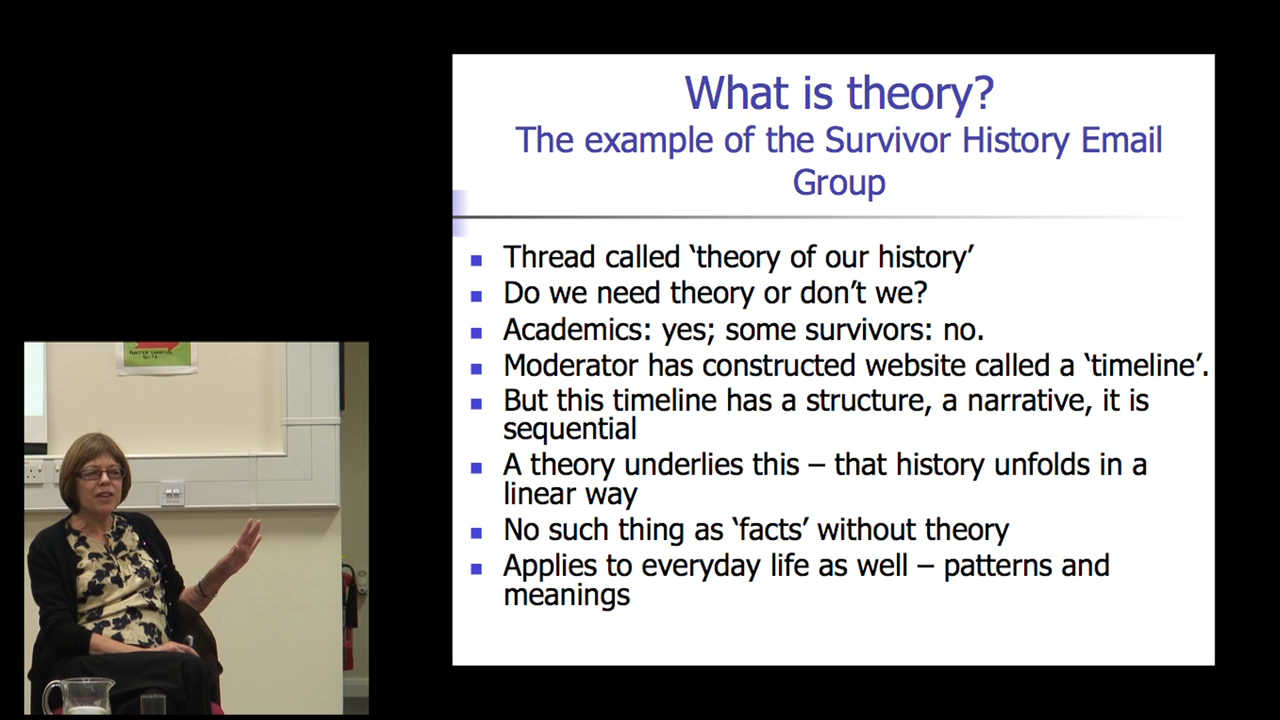 What is theory?
The example of the Survivor History Email
Group
Thread called ‘theory of our history’
Do we need theory or don’t we?
Academics: yes; some survivors: no.
Moderator has constructed website called a ‘timeline’.
But this timeline has a structure, a narrative, it is
sequential
A theory underlies this – that history unfolds in a
linear way
No such thing as ‘facts’ without theory
Applies to everyday life as well – patterns and
meanings